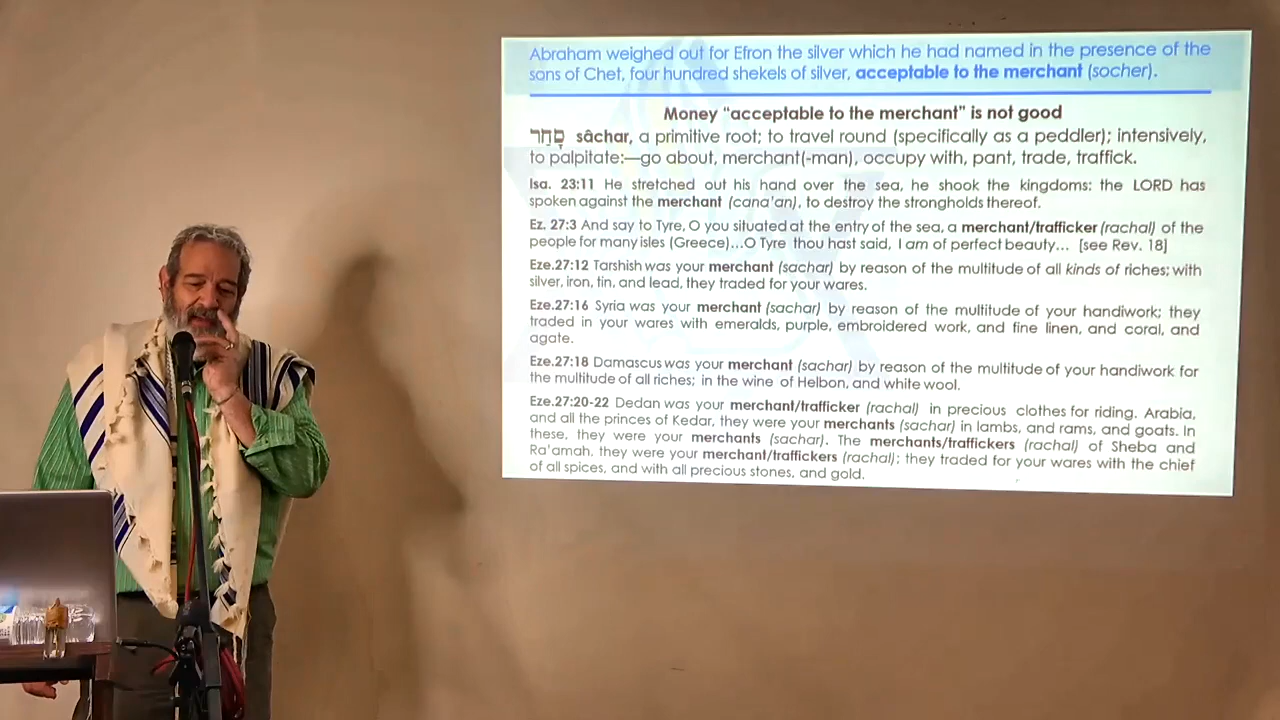 Abraham weighed out for Efron the silver which he had named in the presence of the
sons of Chet, four hundred shekels of silver, acceptable to the merchant (socher).
Money “acceptable to the merchant” is not good
סָחַר sâchar, a primitive root; to travel round (specifically as a peddler); intensively,
to palpitate:—go about, merchant(-man), occupy with, pant, trade, traffick.
Isa. 23:11 He stretched out his hand over the sea, he shook the kingdoms: the LORD has
spoken against the merchant (cana’an), to destroy the strongholds thereof.
Ez. 27:3 And say to Tyre, O you situated at the entry of the sea, a merchant/trafficker (rachal) of the
people for many isles (Greece)…O Tyre thou hast said, I am of perfect beauty… [see Rev. 18]
Eze.27:12 Tarshish was your merchant (sachar) by reason of the multitude of all kinds of riches; with
silver, iron, tin, and lead, they traded for your wares.
Eze.27:16 Syria was your merchant (sachar) by reason of the multitude of your handiwork; they
traded in your wares with emeralds, purple, embroidered work, and fine linen, and coral, and
agate.
Eze.27:18 Damascus was your merchant (sachar) by reason of the multitude of your handiwork for
the multitude of all riches; in the wine of Helbon, and white wool.
Eze.27:20-22 Dedan was your merchant/trafficker (rachal) in precious clothes for riding. Arabia,
and all the princes of Kedar, they were your merchants (sachar) in lambs, and rams, and goats. In
these, they were your merchants (sachar). The merchants/traffickers (rachal) of Sheba and
Ra’amah, they were your merchant/traffickers (rachal); they traded for your wares with the chief
of all spices, and with all precious stones, and gold.